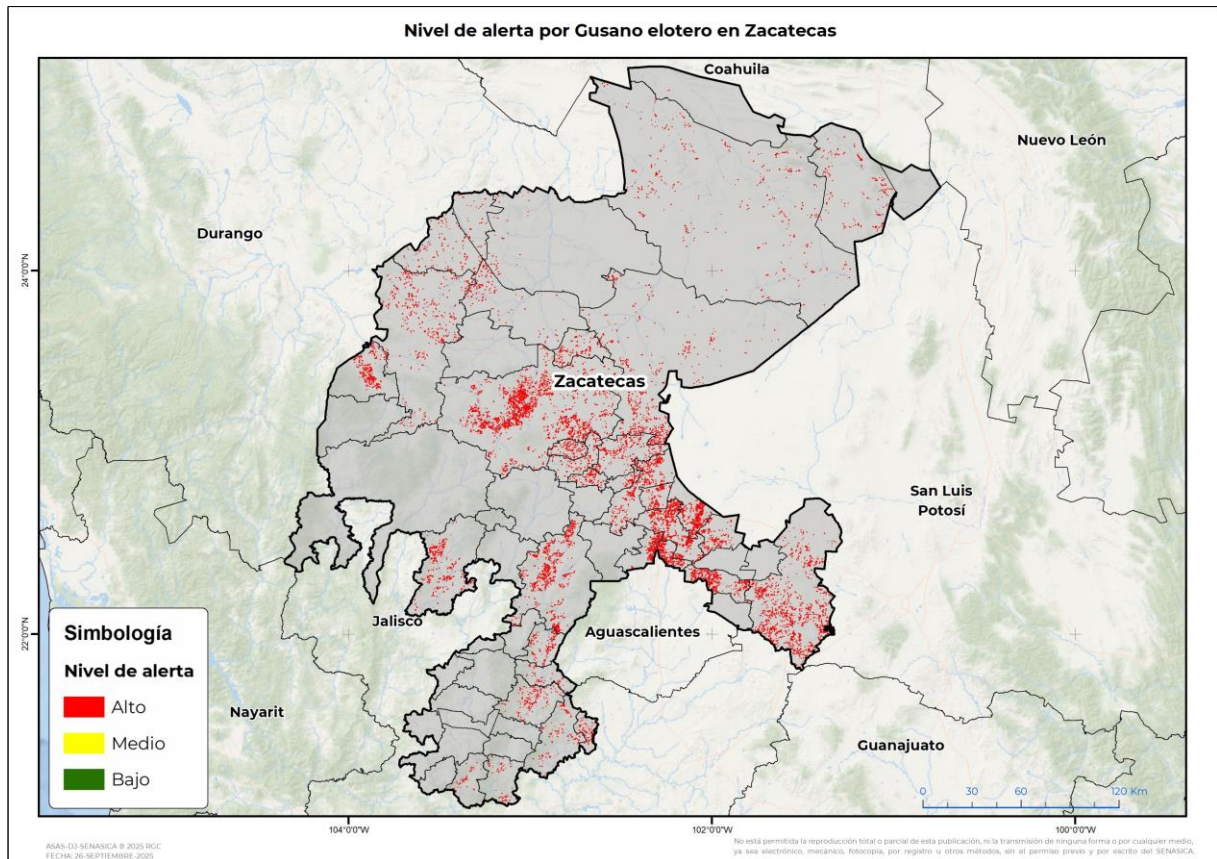 Nivel de alerta por Gusano elotero en Zacatecas
Coahuila
Nuevo León
Durango
24°0'0"N
Zacatecas
San Luis
Potosí
Simbología
Nivel de alerta
Alto
Medio
Bajo
22°0'0"N
Jalisco
Aguascalientes
Nayarit
Guanajuato
0 30 60 120 Km
104°0'0"W
102°0'0"W
100°0'0"W
ASAS-DJ-SENASICA © 2025 RGC
FECHA: 26-SEPTIEMBRE-2025
No está permitida la reproducción total o parcial de esta publicación, ni la transmisión de ninguna forma o por cualquier medio,
ya sea electrónico, mecánico, fotocopia, por registro u otros métodos, sin el permiso previo y por escrito del SENASICA.